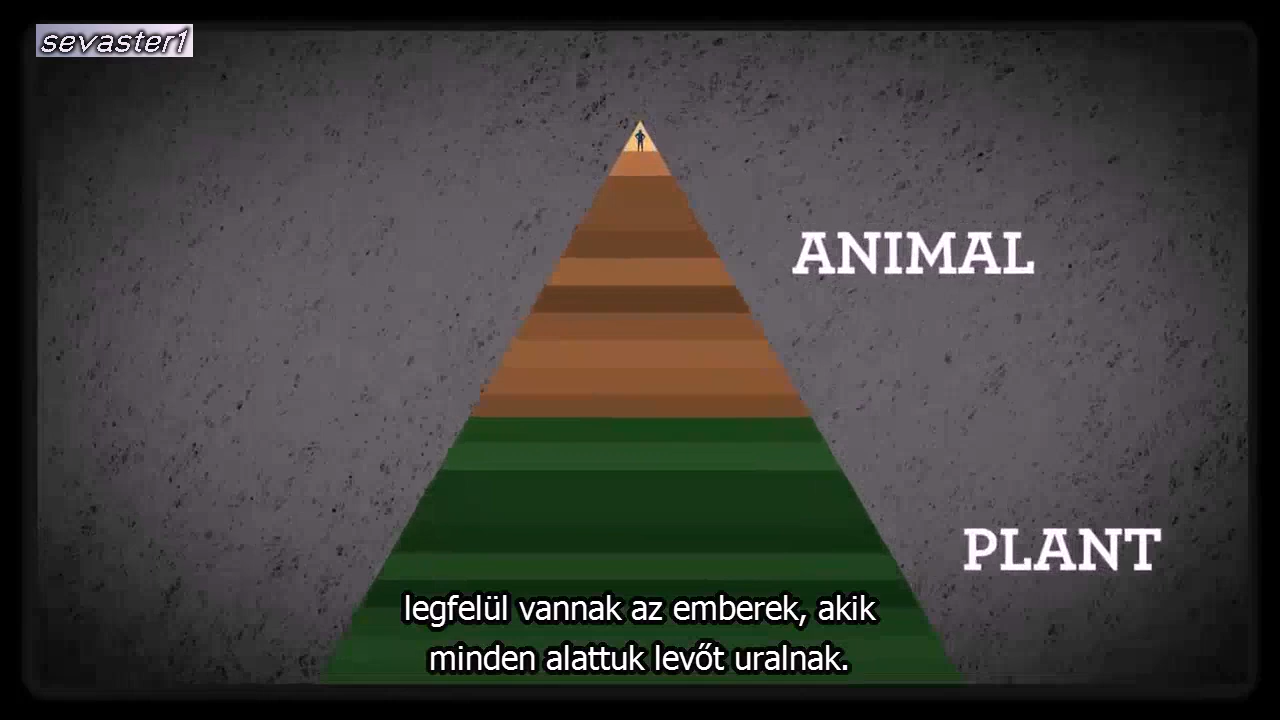 sevaster1
ANIMAL
PLANT
legfelül vannak az emberek, akik
minden alattuk levőt uralnak.